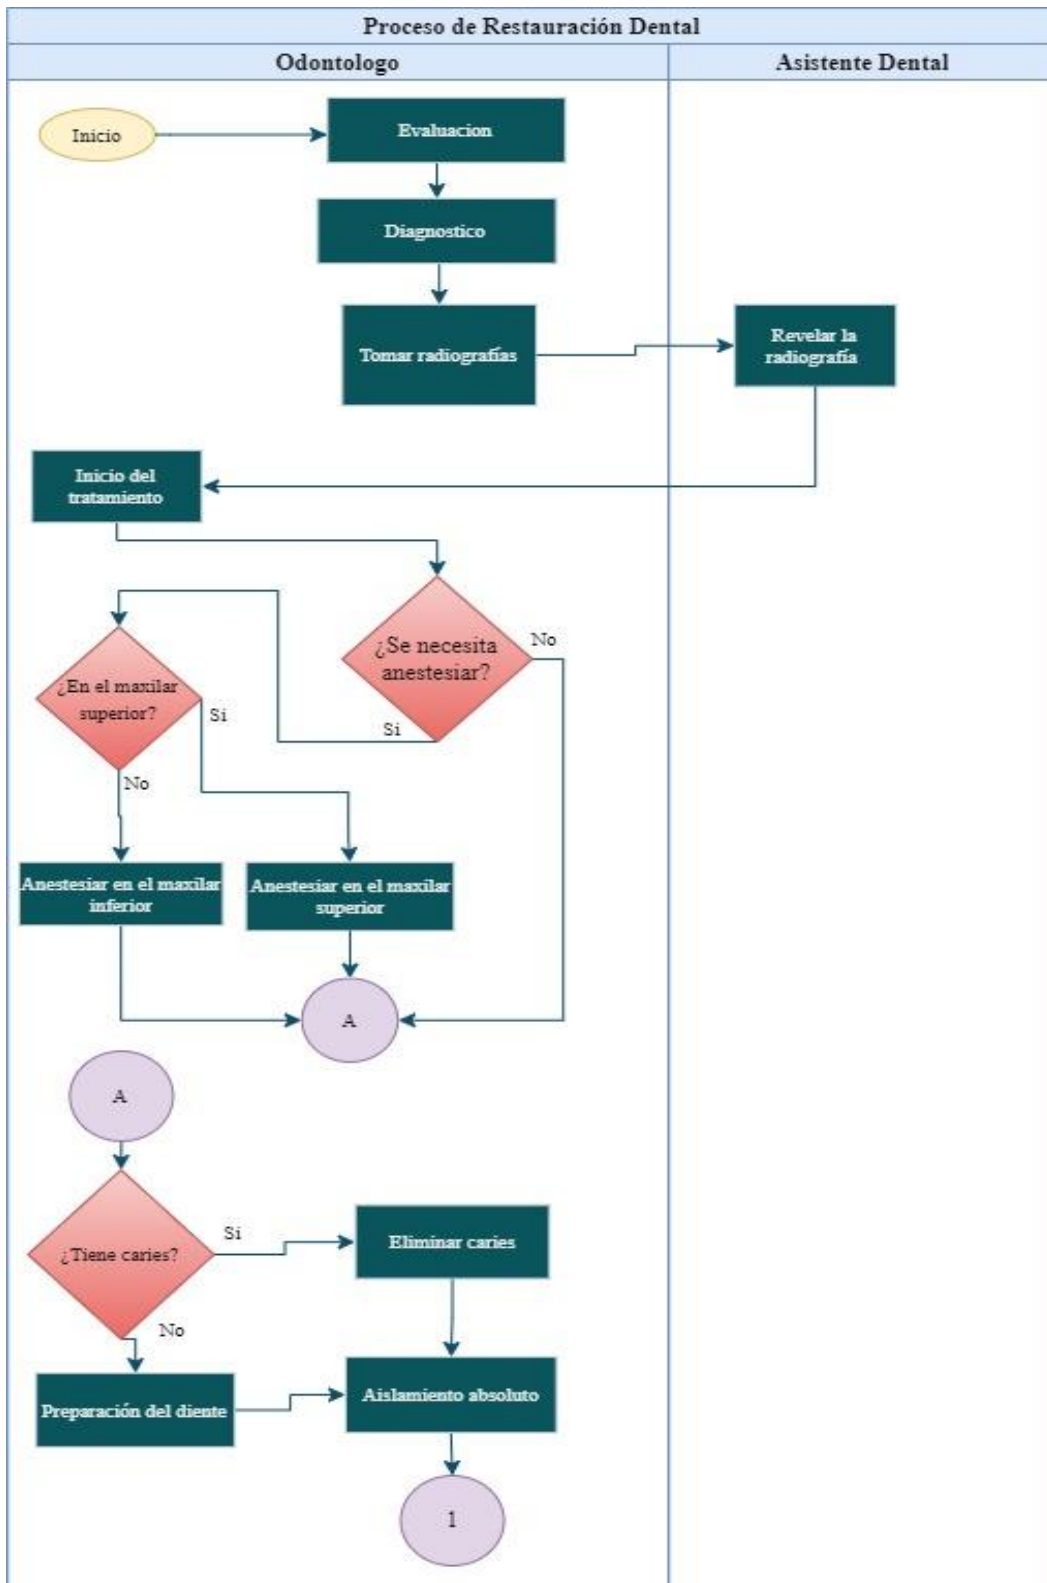 Proceso de Restauración Dental
Odontologo
Asistente Dental
Inicio
Evaluacion
Diagnostico
Tomar radiografías
Revelar la
radiografía
Inicio del
tratamiento
¿Se necesita
anestesiar?
No
Si
¿En el maxilar
superior?
Si
No
Anestesiar en el maxilar
inferior
Anestesiar en el maxilar
superior
A
A
¿Tiene caries?
Si
Eliminar caries
No
Preparación del diente
Aislamiento absoluto
1